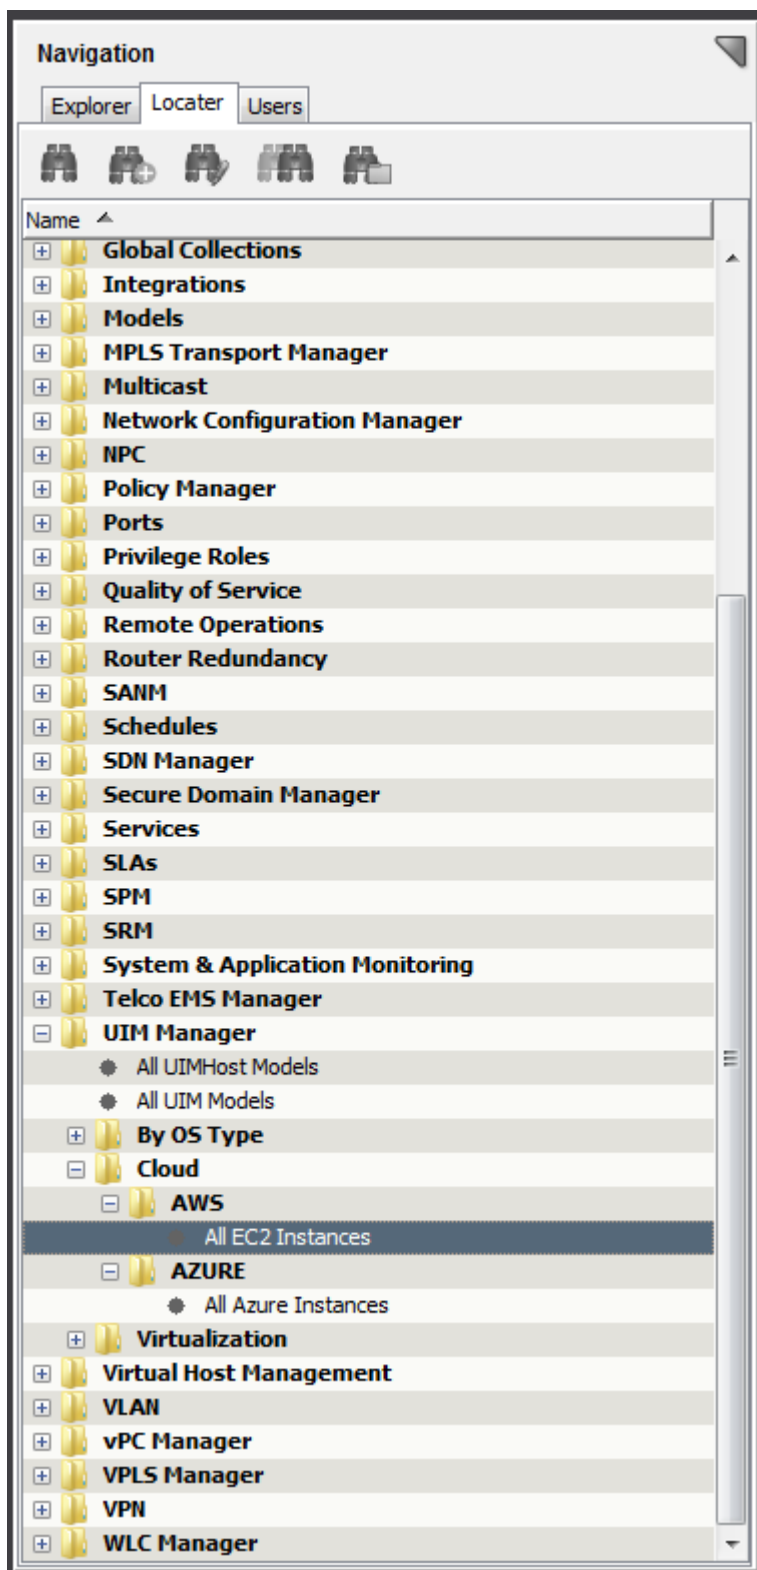 Navigation
Explorer Locater Users
Name
Global Collections
Integrations
Models
MPLS Transport Manager
Multicast
Network Configuration Manager
NPC
Policy Manager
Ports
Privilege Roles
Quality of Service
Remote Operations
Router Redundancy
SANM
Schedules
SDN Manager
Secure Domain Manager
Services
SLAs
SPM
SRM
System & Application Monitoring
Telco EMS Manager
UIM Manager
All UIMHost Models
All UIM Models
By OS Type
Cloud
AWS
All EC2 Instances
AZURE
All Azure Instances
Virtualization
Virtual Host Management
VLAN
vPC Manager
VPLS Manager
VPN
WLC Manager